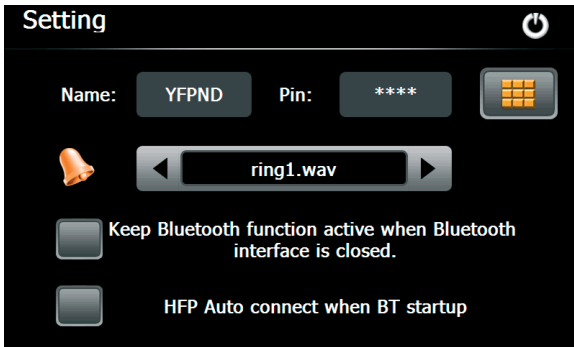 Setting
Name: YFPND Pin: ****
ring1.wav
Keep Bluetooth function active when Bluetooth
interface is closed.
HFP Auto connect when BT startup